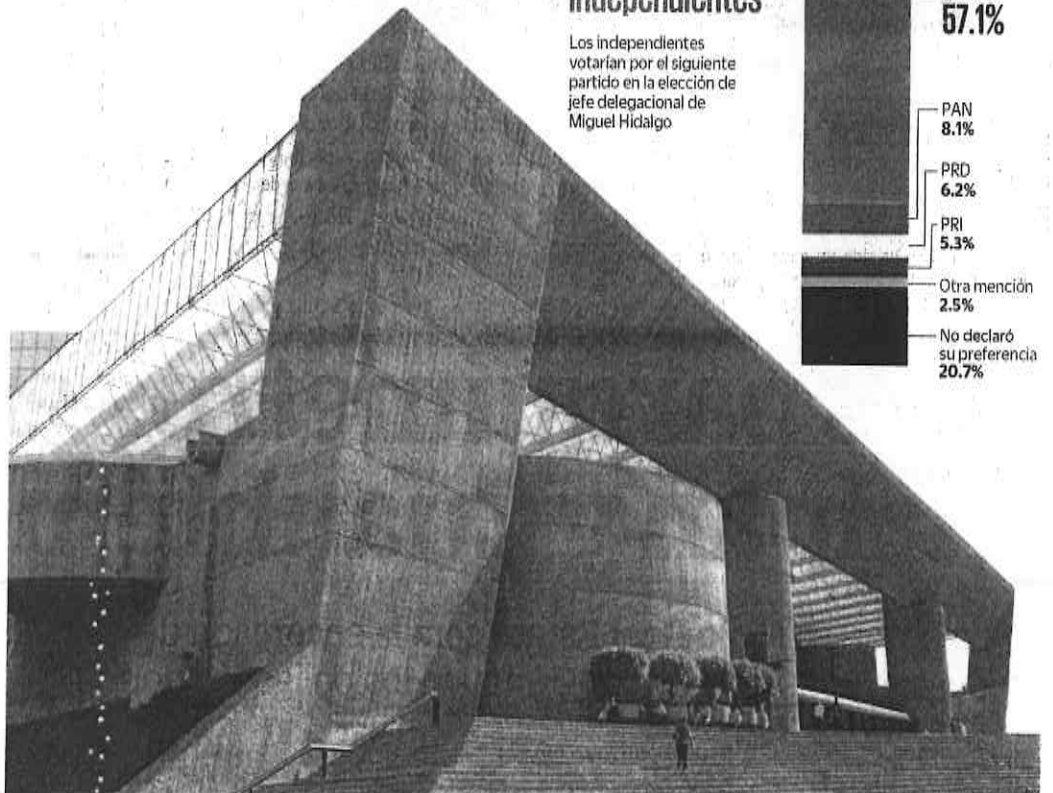 independientes
Los independientes
votarían por el siguiente
partido en la elección de
jefe delegacional de
Miguel Hidalgo
57.1%
PAN
8.1%
PRD
6.2%
PRI
5.3%
Otra mención
2.5%
No declaró
su preferencia
20.7%